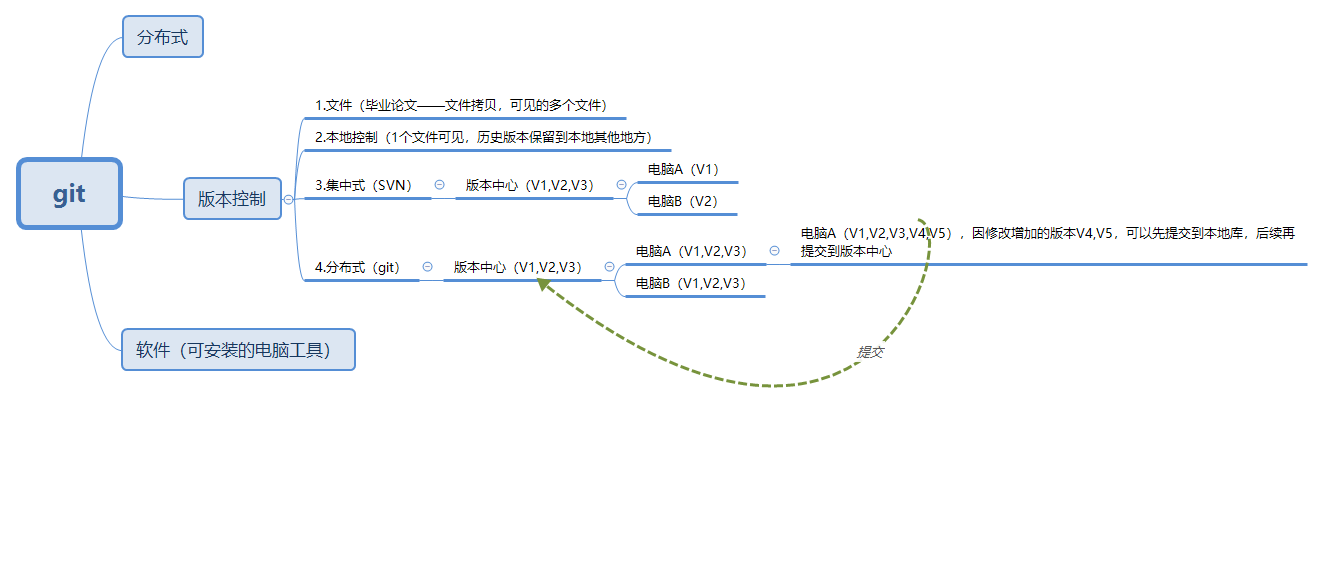 分布式
1.文件（毕业论文——文件拷贝，可见的多个文件）
2.本地控制（1个文件可见，历史版本保留到本地其他地方）
git
版本控制
3.集中式（SVN）
版本中心（V1,V2,V3）
电脑A（V1）
电脑B（V2）
4.分布式（git）
版本中心（V1,V2,V3）
电脑A（V1,V2,V3）
电脑A（V1,V2,V3,V4,V5），因修改增加的版本V4,V5，可以先提交到本地库，后续再
提交到版本中心
电脑B（V1,V2,V3）
提交
软件（可安装的电脑工具）